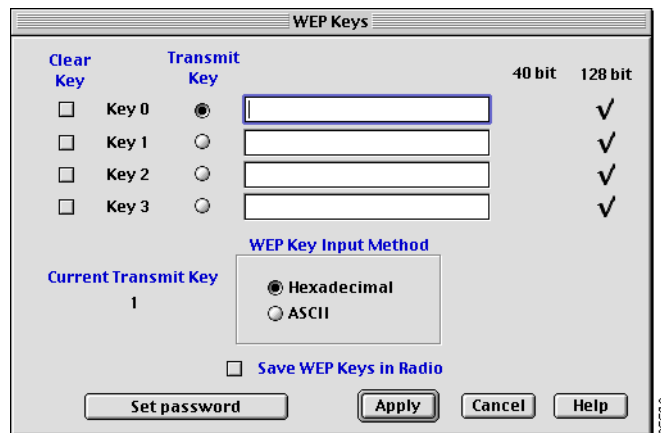 WEP Keys
Clear Key
Transmit Key
40 bit
128 bit
Key 0
Key 1
Key 2
Key 3
WEP Key Input Method
Current Transmit Key
1
Hexadecimal
ASCII
Save WEP Keys in Radio
Set password
Apply
Cancel
Help